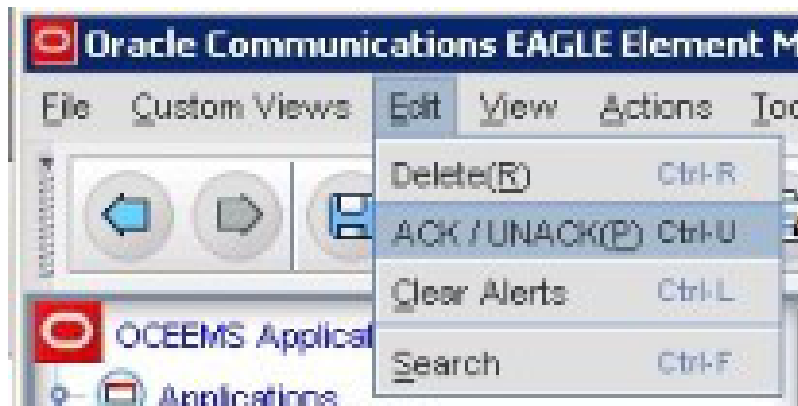 Oracle Communications EAGLE Element M
File Custom Views Edit View Actions Too
Delete(R) Ctrl-R
ACK / UNACK(P) Ctrl-U
Clear Alerts Ctrl-L
Search Ctrl-F
OCEEMS Applicat
Applications